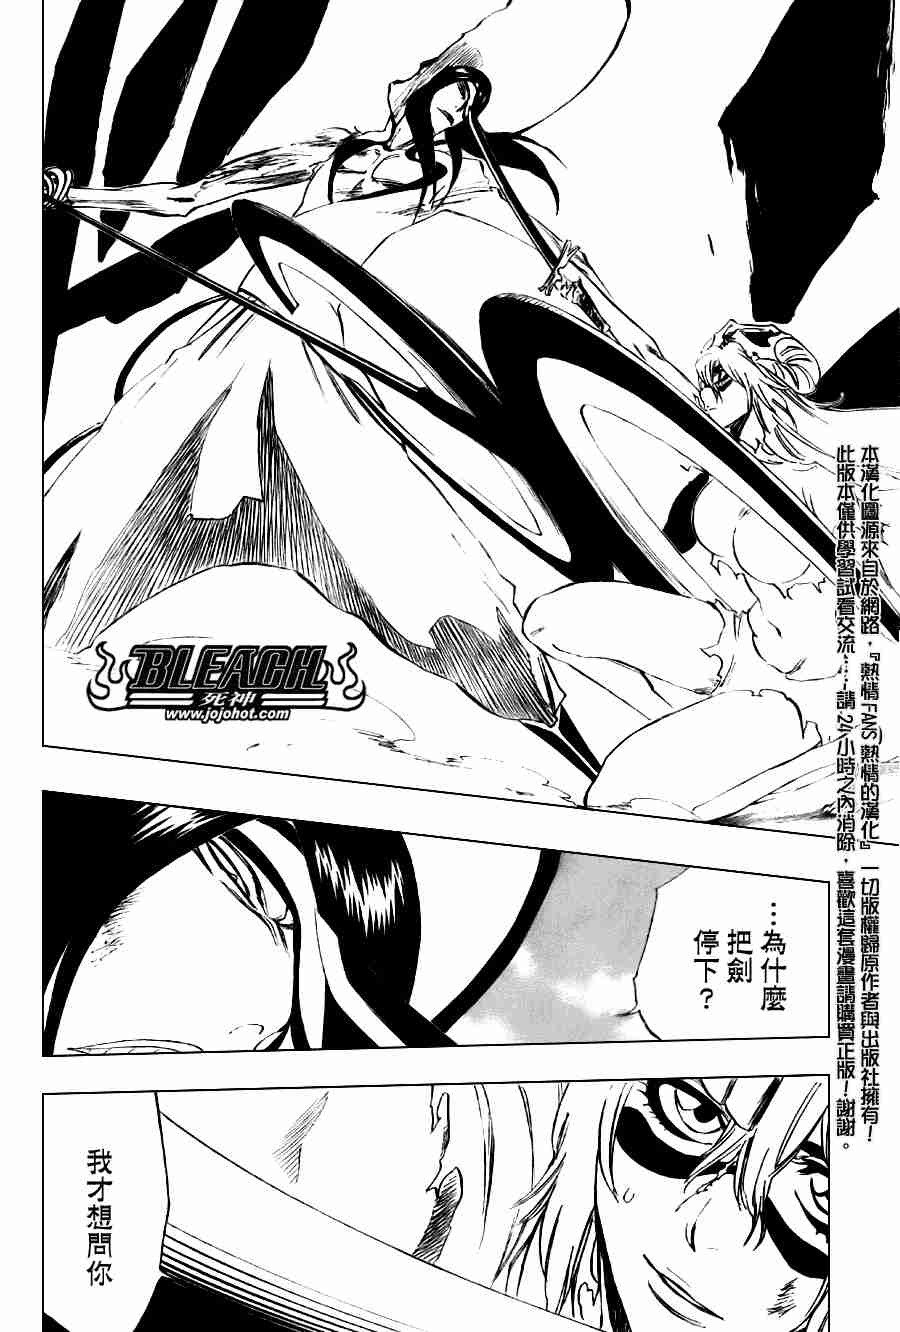 BLEACH
死神
www.jojohot.com
本漢化圖源來自於網路，『熱情FANS 熱情的漢化』一切版權歸原作者與出版社擁有！
此版本僅供學習試看交流……請24小時之內消除，喜歡這套漫畫請購買正版！謝謝。
…為什麼
把劍
停下？
我才想問你